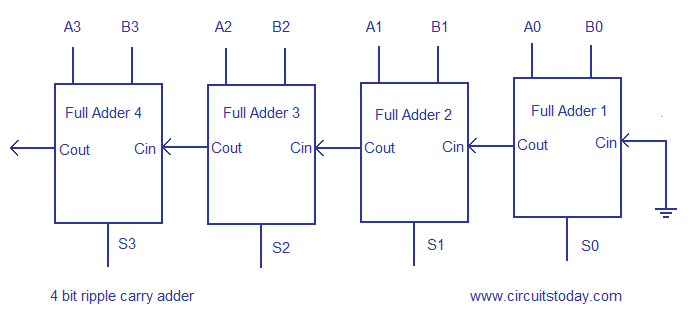 A3 B3 A2 B2 A1 B1 A0 B0
Full Adder 4 Full Adder 3 Full Adder 2 Full Adder 1
Cout Cin Cout Cin Cout Cin Cout Cin
S3 S2 S1 S0
4 bit ripple carry adder www.circuitstoday.com